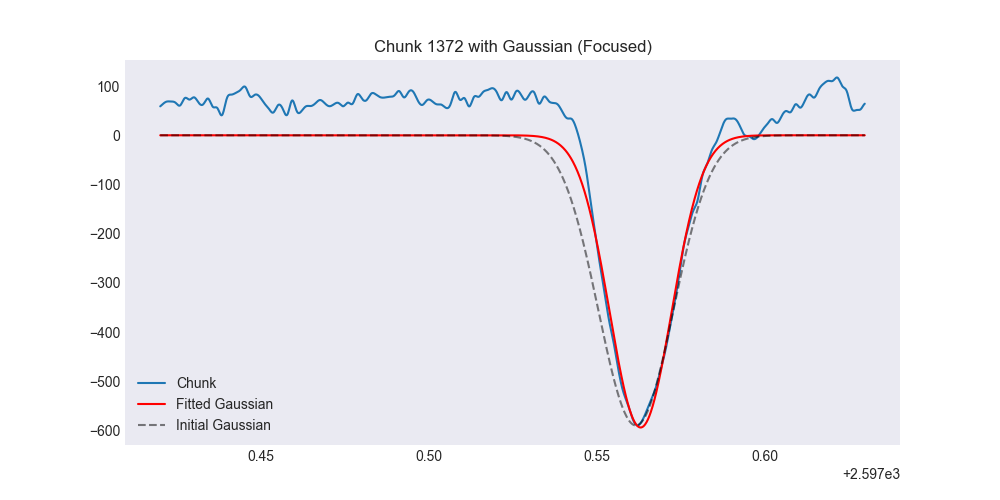 Chunk 1372 with Gaussian (Focused)
100
0
−100
−200
−300
−400
−500
−600
Chunk
Fitted Gaussian
Initial Gaussian
0.45 0.50 0.55 0.60
+2.597e3